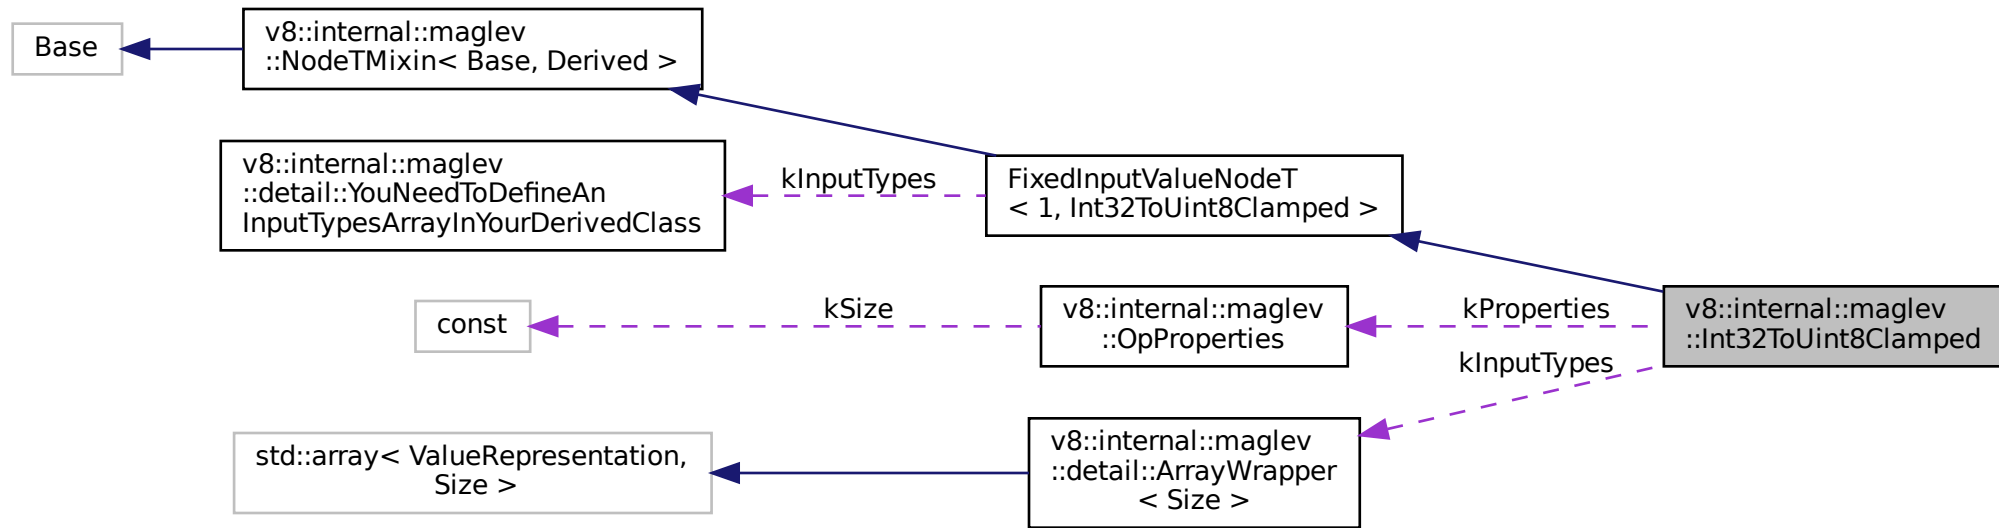 Base
v8::internal::maglev
::NodeTMixin< Base, Derived >
v8::internal::maglev
::detail::YouNeedToDefineAn
InputTypesArrayInYourDerivedClass
kInputTypes
FixedInputValueNodeT
< 1, Int32ToUint8Clamped >
const
kSize
v8::internal::maglev
::OpProperties
kProperties
v8::internal::maglev
::Int32ToUint8Clamped
kInputTypes
std::array< ValueRepresentation,
Size >
v8::internal::maglev
::detail::ArrayWrapper
< Size >